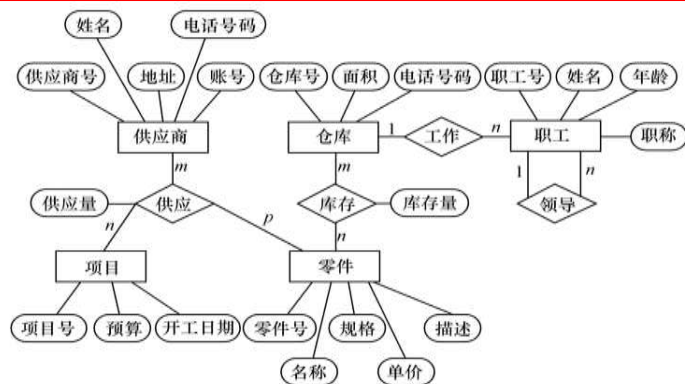 姓名
电话号码
供应商号
地址
账号
仓库号
面积
电话号码
职工号
姓名
年龄
供应商
仓库
1
工作
n
职工
职称
m
m
1
n
供应量
供应
库存
库存量
领导
n
p
n
项目
零件
项目号
预算
开工日期
零件号
规格
描述
名称
单价